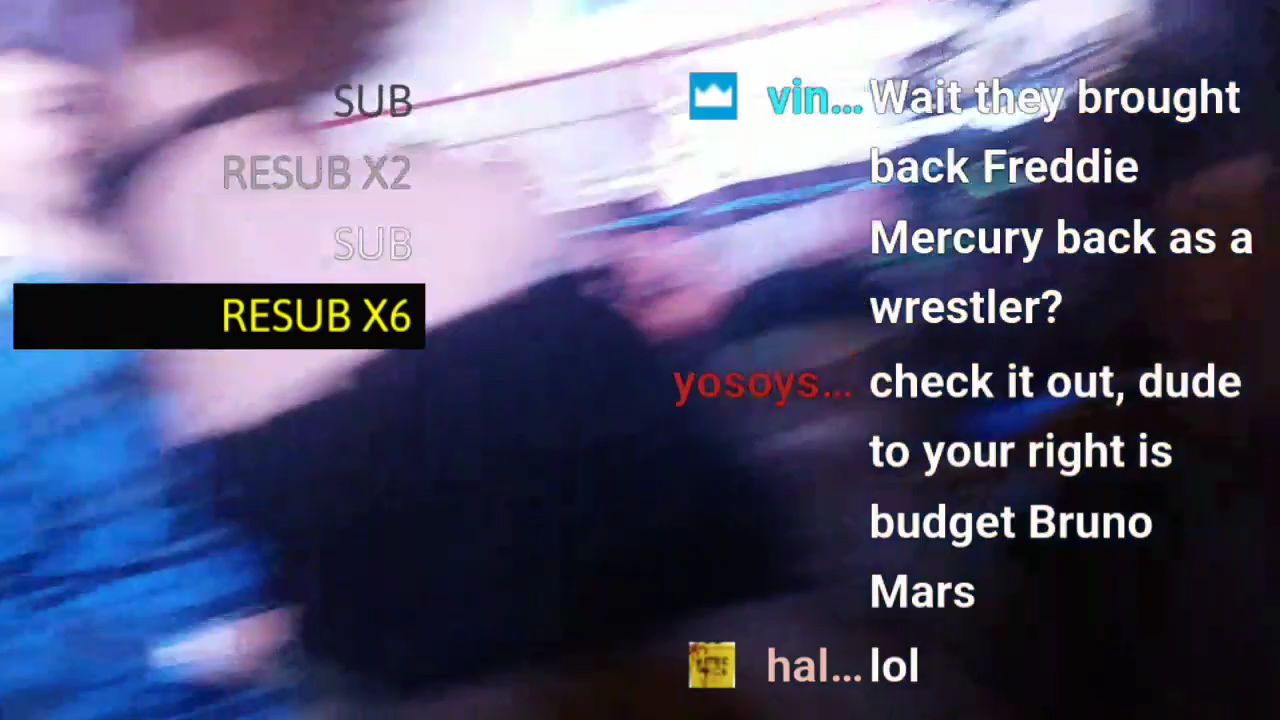 SUB
RESUB X2
SUB
RESUB X6
vin... Wait they brought
back Freddie
Mercury back as a
wrestler?
yosoys... check it out, dude
to your right is
budget Bruno
Mars
hal... lol